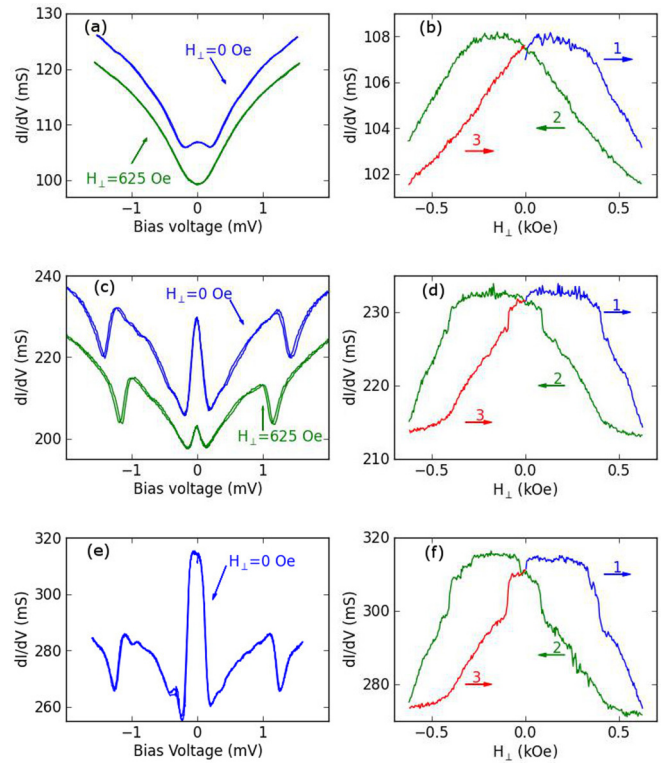 130
(a)
H⊥=0 Oe
120
dI/dV (mS)
110
H⊥=625 Oe
100
−1 0 1
Bias voltage (mV)
(b)
108
1
106
dI/dV (mS)
104
2
3
102
−0.5 0.0 0.5
H⊥ (kOe)
240
(c)
H⊥=0 Oe
220
dI/dV (mS)
H⊥=625 Oe
200
−1 0 1
Bias voltage (mV)
(d)
230
1
dI/dV (mS)
220
2
3
210
−0.5 0.0 0.5
H⊥ (kOe)
320
(e)
H⊥=0 Oe
300
dI/dV (mS)
280
260
−1 0 1
Bias Voltage (mV)
320
(f)
1
dI/dV (mS)
300
2
3
280
−0.5 0.0 0.5
H⊥ (kOe)